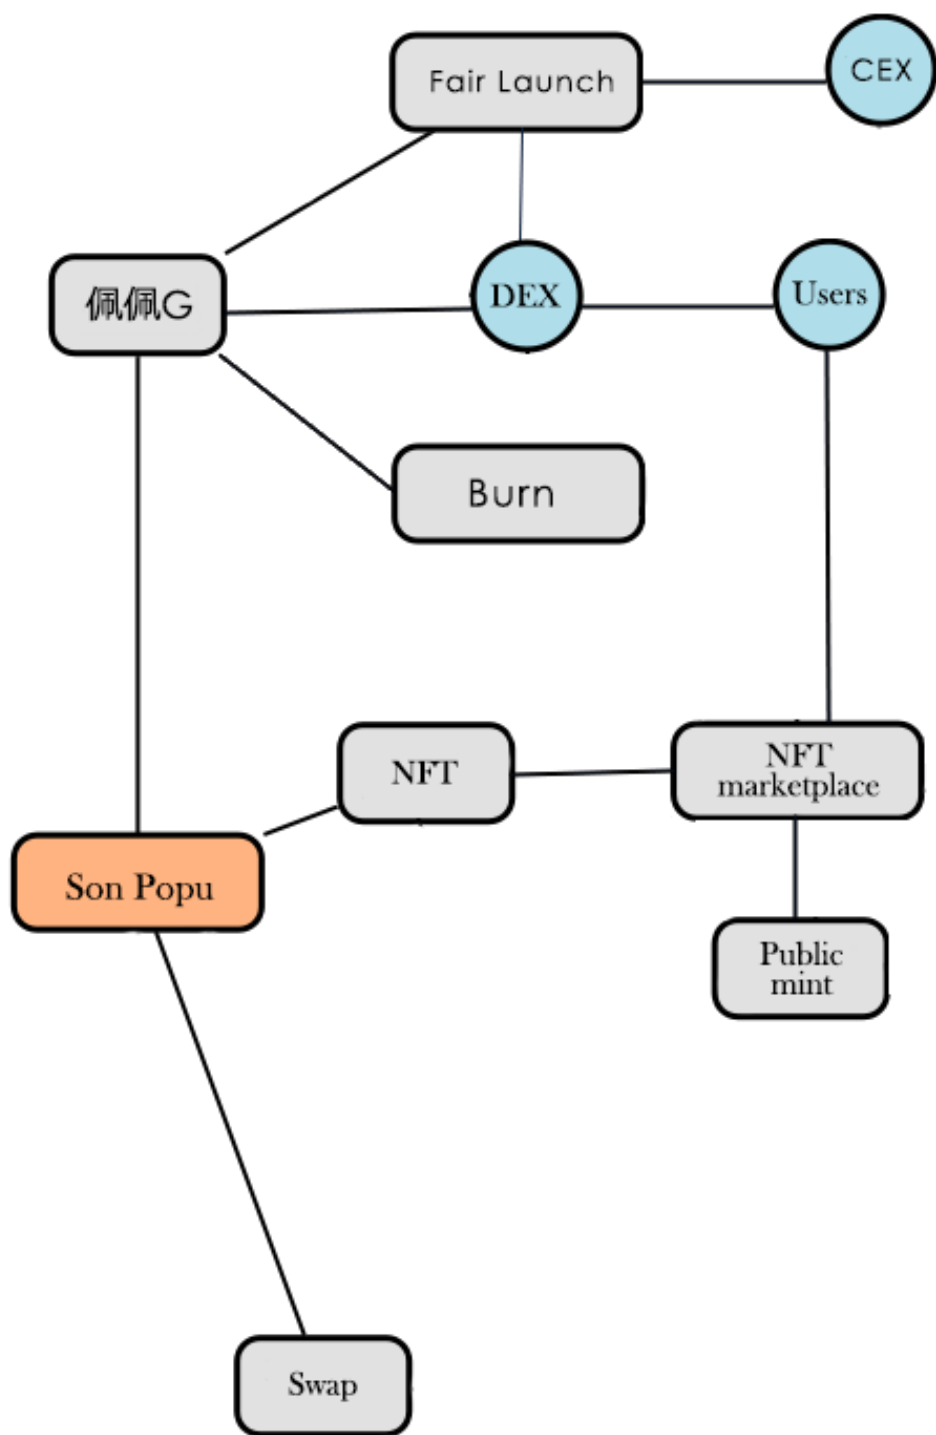 Fair Launch
CEX
佩佩G
DEX
Users
Burn
NFT
NFT
marketplace
Son Popu
Public
mint
Swap